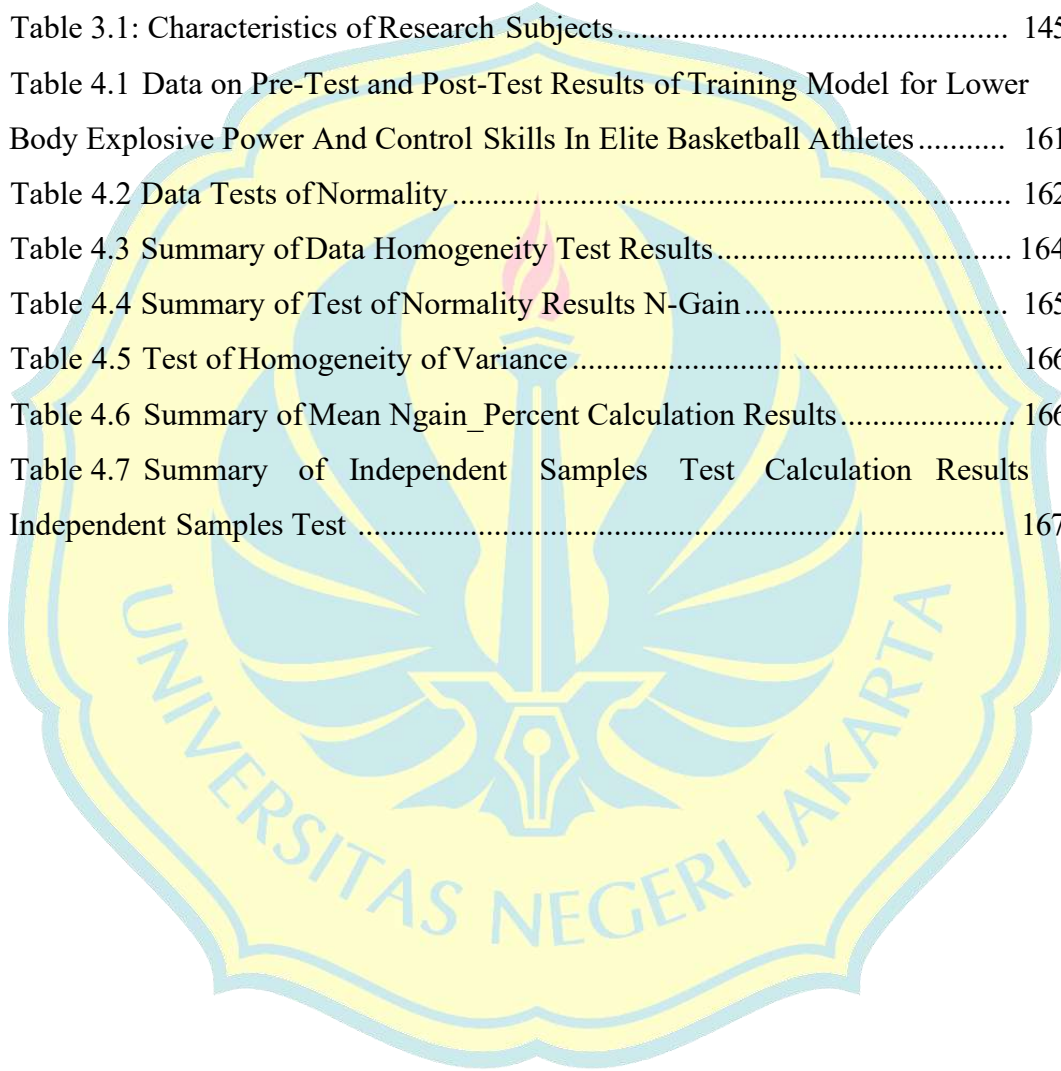 Table 3.1: Characteristics of Research Subjects........................................................ 145
Table 4.1 Data on Pre-Test and Post-Test Results of Training Model for Lower
Body Explosive Power And Control Skills In Elite Basketball Athletes ........... 161
Table 4.2 Data Tests of Normality ................................................................................ 162
Table 4.3 Summary of Data Homogeneity Test Results .......................................... 164
Table 4.4 Summary of Test of Normality Results N-Gain ...................................... 165
Table 4.5 Test of Homogeneity of Variance .............................................................. 166
Table 4.6 Summary of Mean Ngain_Percent Calculation Results ......................... 166
Table 4.7 Summary of Independent Samples Test Calculation Results
Independent Samples Test ............................................................................................. 167
UNIVERSITAS NEGERI JAKARTA